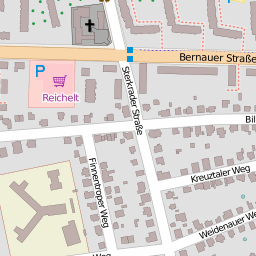 Bernauer Straße
P
Reichelt
Sterkrader Straße
Bil
Finnentroper Weg
Kreuztaler Weg
Weidenauer We
Weg